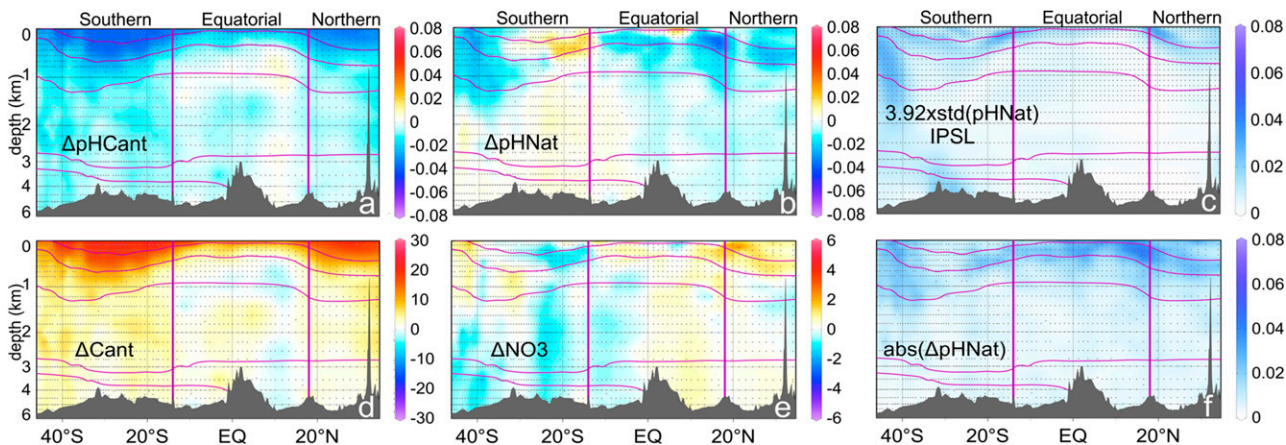 Southern Equatorial Northern Southern Equatorial Northern Southern Equatorial Northern
0 0.08 0.08 0.08
0.06 0.06
1 0.04 0.04 0.06
0.02 0.02
depth (km) 2 ΔpHCant 0 ΔpHNat 0 3.92xstd(pHNat) 0.04
IPSL
3 0.02 0.02
4 0.04 0.04 0.02
0.06 0.06
6 a 0.08 b 0.08 c 0
0 30 6 0.08
20 4
1 10 2 0.06
depth (km) 2 ΔCant 0 ΔNO3 0 abs(ΔpHNat) 0.04
3 -10 -2
4 -20 -4 0.02
6 d -30 e -6 f 0
40°S 20°S EQ 20°N 40°S 20°S EQ 20°N 40°S 20°S EQ 20°N